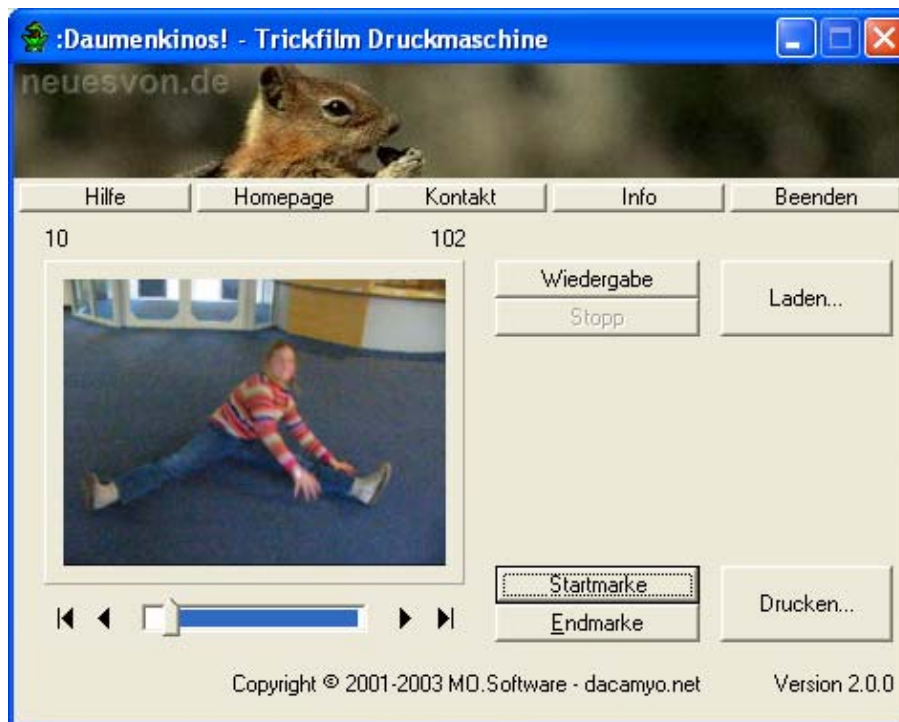 :Daumenkinos! - Trickfilm Druckmaschine
neuesvon.de
Hilfe Homepage Kontakt Info Beenden
10 102
Wiedergabe
Stopp
Laden...
Startmarke
Endmarke
Drucken...
Copyright © 2001-2003 MO.Software - dacamyo.net Version 2.0.0